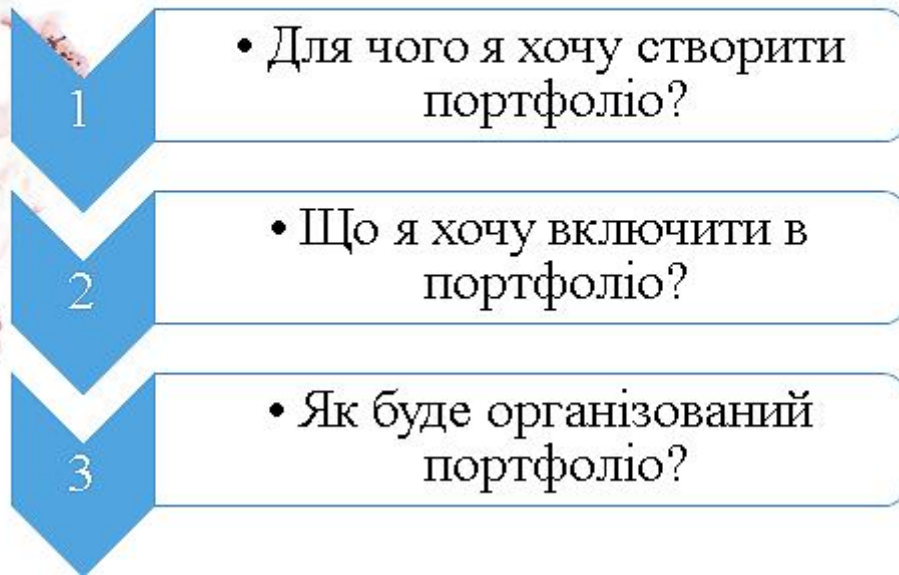 1
• Для чого я хочу створити
портфоліо?
2
• Що я хочу включити в
портфоліо?
3
• Як буде організований
портфоліо?